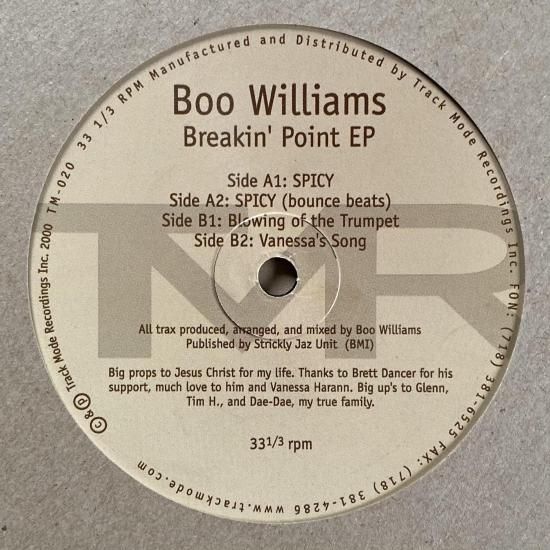 Boo Williams
Breakin' Point EP
Side A1: SPICY
Side A2: SPICY (bounce beats)
Side B1: Blowing of the Trumpet
Side B2: Vanessa's Song
TMR
All trax produced, arranged, and mixed by Boo Williams
Published by Strickly Jaz Unit (BMI)
Big props to Jesus Christ for my life. Thanks to Brett Dancer for his
support, much love to him and Vanessa Harann. Big up's to Glenn,
Tim H., and Dae-Dae, my true family.
33 1/3 rpm
©&℗ Track Mode Recordings Inc. 2000 TM-020 33 1/3 RPM Manufactured and Distributed by Track Mode Recordings Inc. FON: (718) 381-6525 FAX: (718) 381-4286 www.trackmode.com